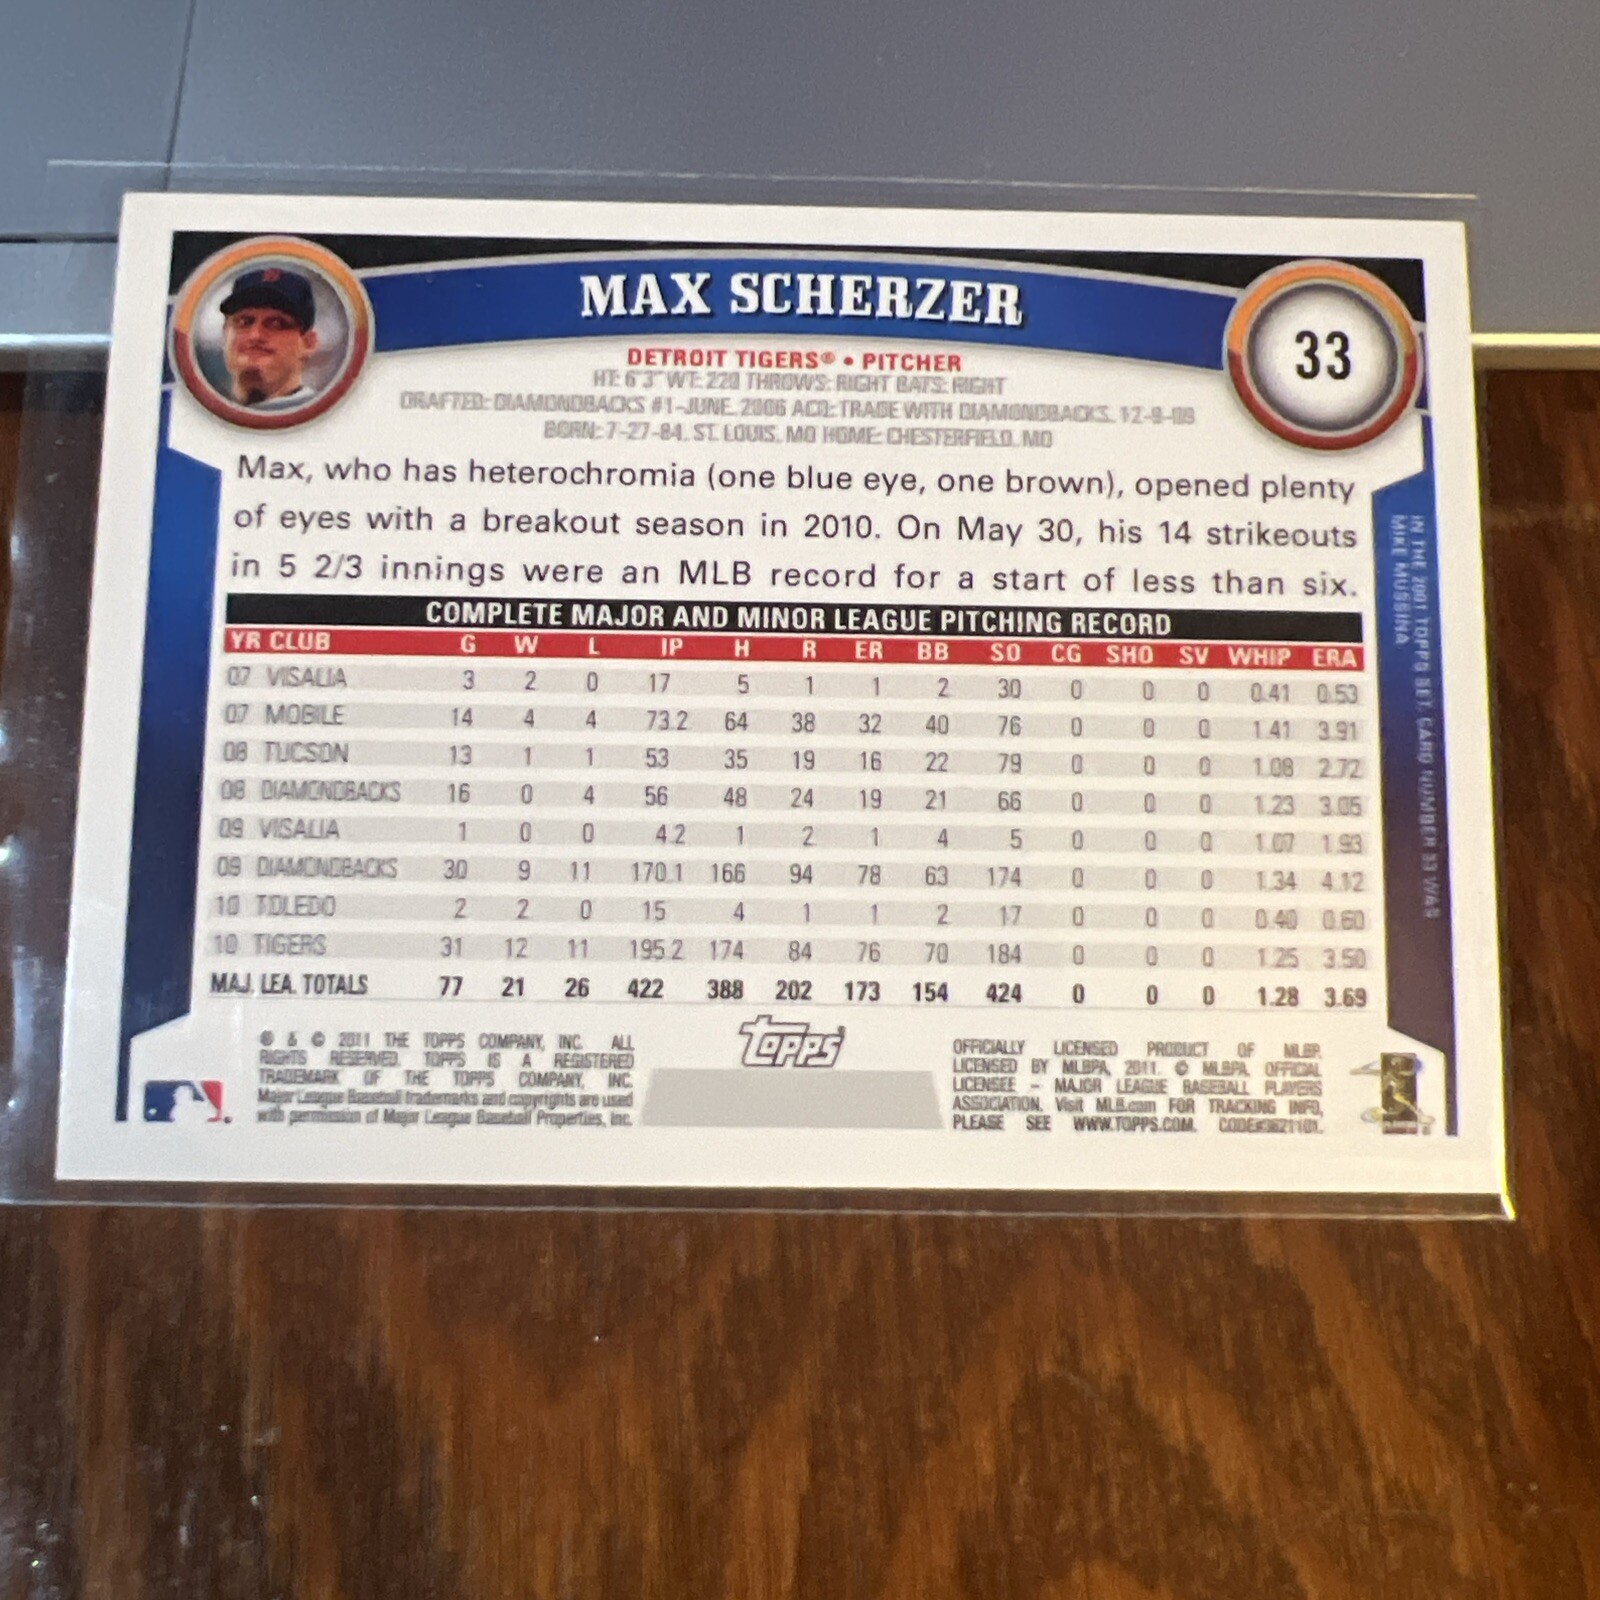 MAX SCHERZER
33
DETROIT TIGERS® • PITCHER
HT: 6'3" WT: 220 THROWS: RIGHT BATS: RIGHT
DRAFTED: DIAMONDBACKS #1-JUNE, 2006 ACQ: TRADE WITH DIAMONDBACKS, 12-9-09
BORN: 7-27-84, ST. LOUIS, MO HOME: CHESTERFIELD, MO
Max, who has heterochromia (one blue eye, one brown), opened plenty
of eyes with a breakout season in 2010. On May 30, his 14 strikeouts
in 5 2/3 innings were an MLB record for a start of less than six.
COMPLETE MAJOR AND MINOR LEAGUE PITCHING RECORD
YR CLUB G W L IP H R ER BB SO CG SHO SV WHIP ERA
07 VISALIA 3 2 0 17 5 1 1 2 30 0 0 0 0.41 0.53
07 MOBILE 14 4 4 73.2 64 38 32 40 76 0 0 0 1.41 3.91
08 TUCSON 13 1 1 53 35 19 16 22 79 0 0 0 1.08 2.72
08 DIAMONDBACKS 16 0 4 56 48 24 19 21 66 0 0 0 1.23 3.05
09 VISALIA 1 0 0 4.2 1 2 1 4 5 0 0 0 1.07 1.93
09 DIAMONDBACKS 30 9 11 170.1 166 94 78 63 174 0 0 0 1.34 4.12
10 TOLEDO 2 2 0 15 4 1 1 2 17 0 0 0 0.40 0.60
10 TIGERS 31 12 11 195.2 174 84 76 70 184 0 0 0 1.25 3.50
MAJ. LEA. TOTALS 77 21 26 422 388 202 173 154 424 0 0 0 1.28 3.69
IN THE 2001 TOPPS SET, CARD NUMBER 33 WAS
MIKE MUSSINA
® & © 2011 THE TOPPS COMPANY, INC. ALL
RIGHTS RESERVED. TOPPS IS A REGISTERED
TRADEMARK OF THE TOPPS COMPANY, INC.
Major League Baseball trademarks and copyrights are used
with permission of Major League Baseball Properties, Inc.
Topps
OFFICIALLY LICENSED PRODUCT OF MLBP.
LICENSED BY MLBPA, 2011. © MLBPA. OFFICIAL
LICENSEE – MAJOR LEAGUE BASEBALL PLAYERS
ASSOCIATION. Visit MLB.com FOR TRACKING INFO,
PLEASE SEE WWW.TOPPS.COM. CODE#3621101.